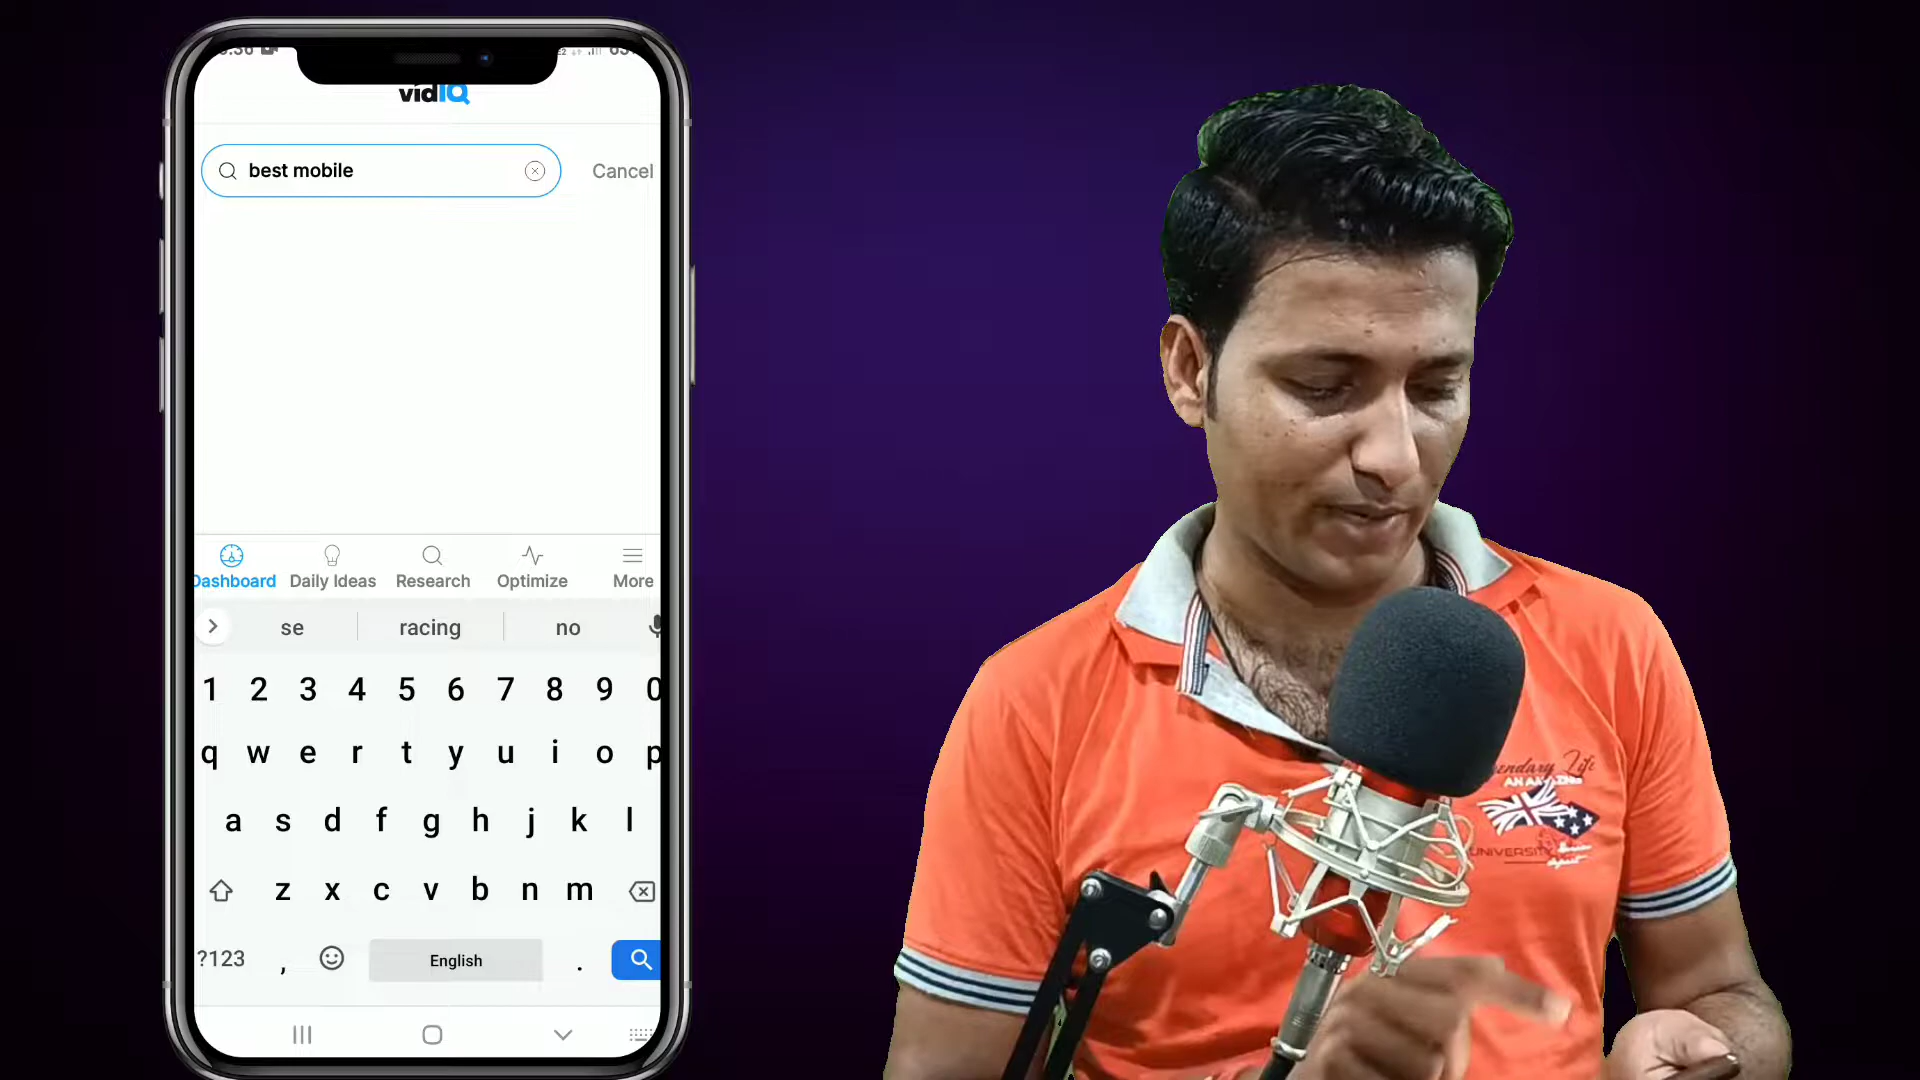 vidIQ
best mobile
Cancel
Dashboard Daily Ideas Research Optimize More
se racing no
1 2 3 4 5 6 7 8 9 0
q w e r t y u i o p
a s d f g h j k l
z x c v b n m
?123 , English .
Life
UNIVERSITY